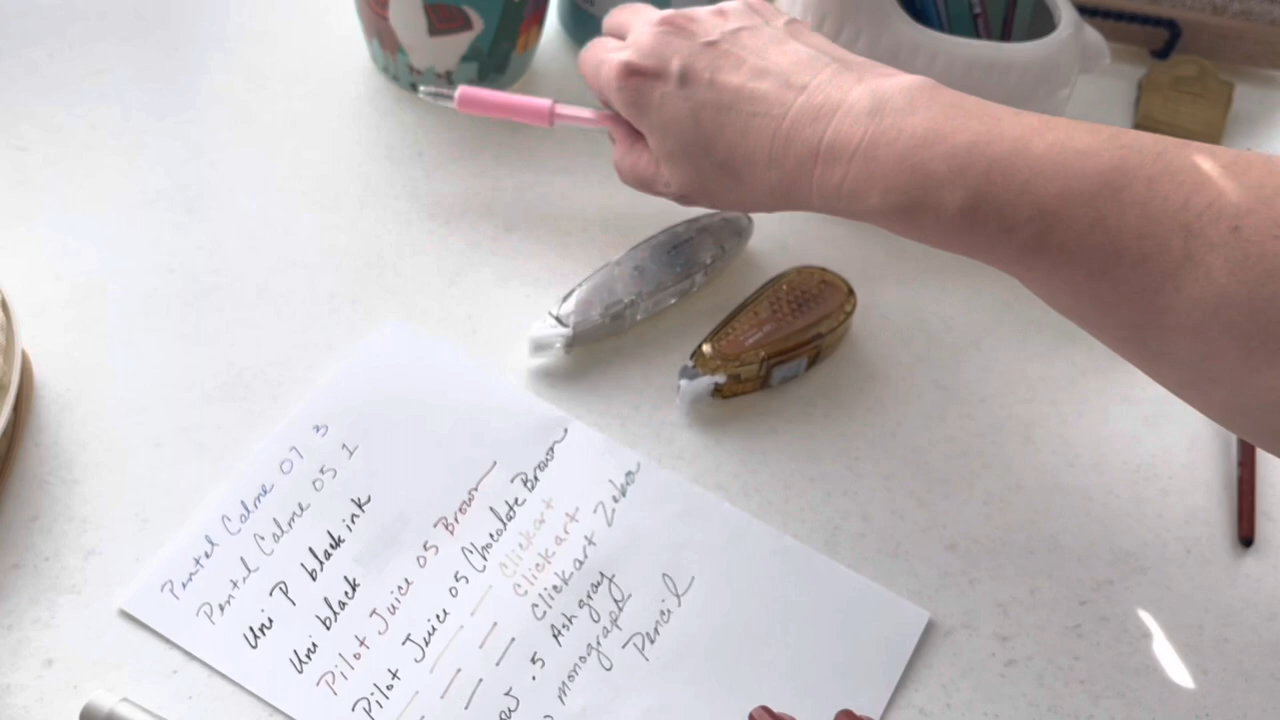 Pentel Calme 07 3
Pentel Calme 05 1
Uni P black ink
Uni black
Pilot Juice 05 Brown
Pilot Juice 05 Chocolate Brown
Clickart
Clickart
Clickart Zebra
.5 Ash gray
monograph
Pencil